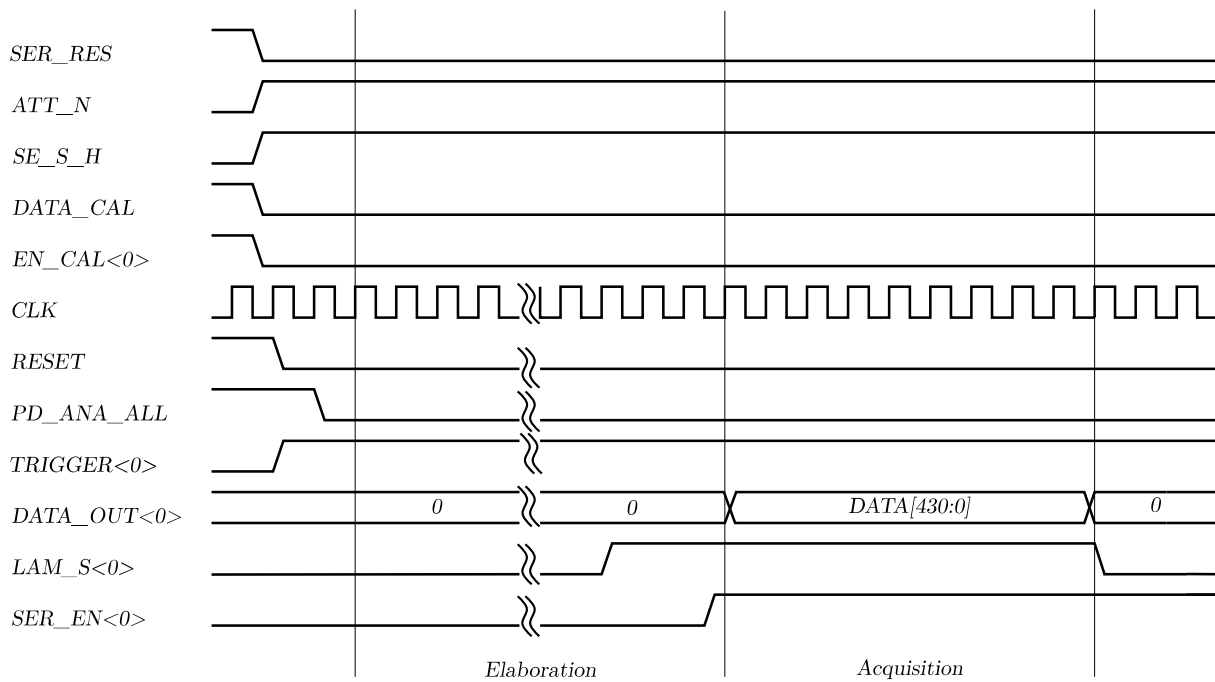 SER_RES
ATT_N
SE_S_H
DATA_CAL
EN_CAL<0>
CLK
RESET
PD_ANA_ALL
TRIGGER<0>
DATA_OUT<0> 0 0 DATA[430:0] 0
LAM_S<0>
SER_EN<0>
Elaboration Acquisition